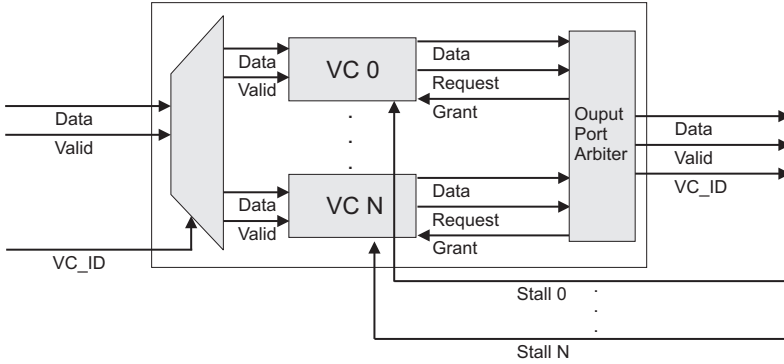 Data
Valid
VC_ID
Data
Valid
VC 0
Data
Request
Grant
.
.
.
Data
Valid
VC N
Data
Request
Grant
Ouput
Port
Arbiter
Data
Valid
VC_ID
Stall 0
.
.
.
Stall N